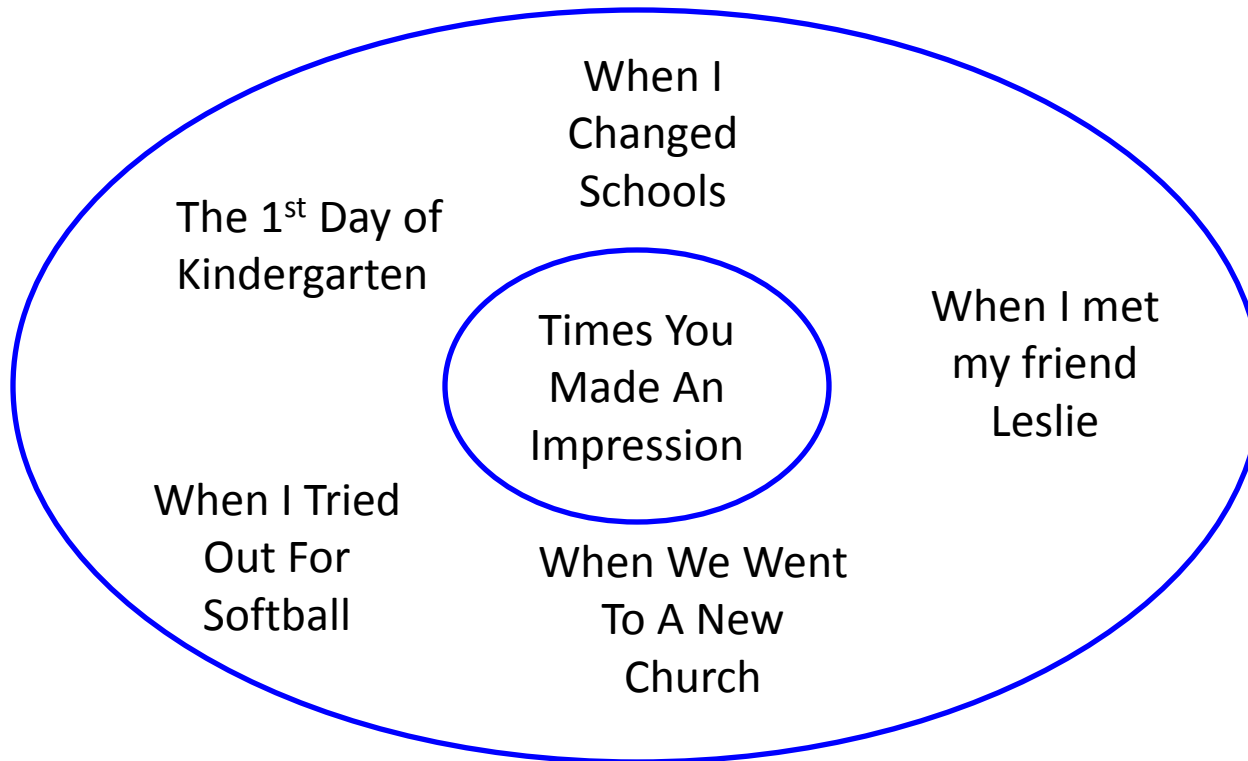 When I
Changed
Schools
The 1st Day of
Kindergarten
Times You
Made An
Impression
When I met
my friend
Leslie
When I Tried
Out For
Softball
When We Went
To A New
Church